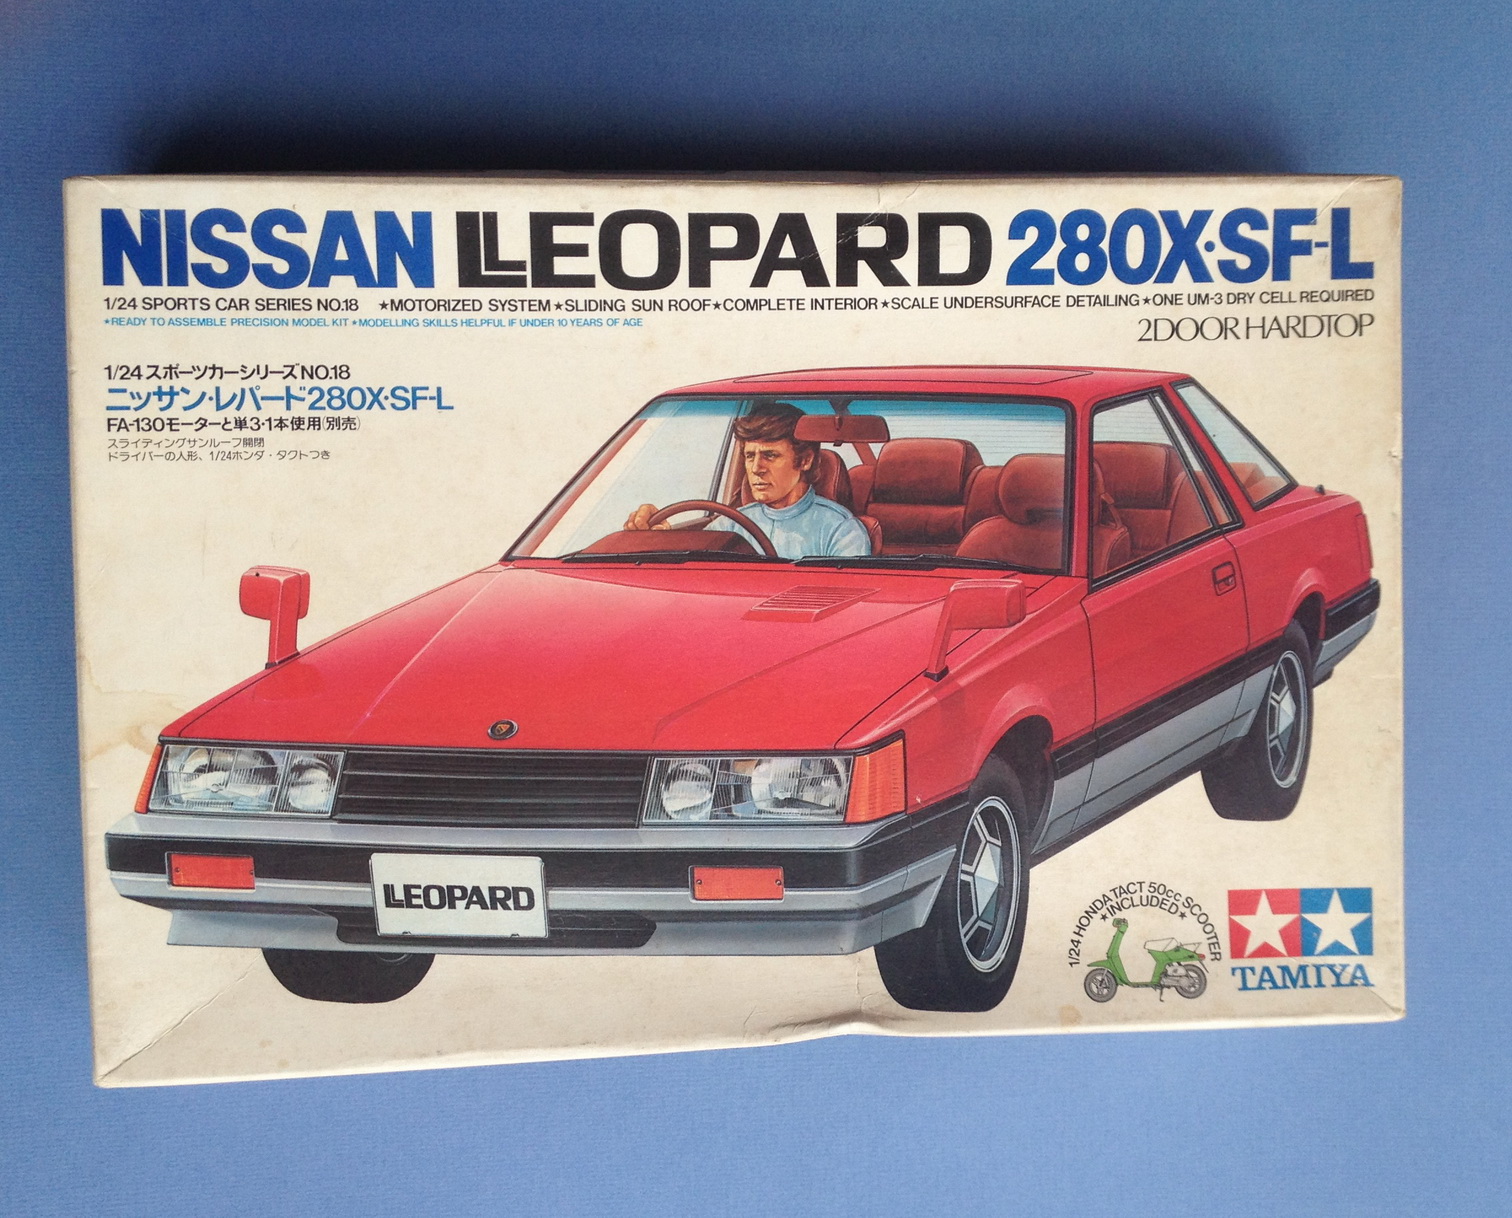 NISSAN LEOPARD 280X·SF-L
1/24 SPORTS CAR SERIES NO.18 ★MOTORIZED SYSTEM★SLIDING SUN ROOF★COMPLETE INTERIOR★SCALE UNDERSURFACE DETAILING★ONE UM-3 DRY CELL REQUIRED
★READY TO ASSEMBLE PRECISION MODEL KIT ★MODELLING SKILLS HELPFUL IF UNDER 10 YEARS OF AGE
2DOOR HARDTOP
1/24スポーツカーシリーズNO.18
ニッサン·レパード280X·SF-L
FA-130モーターと単3·1本使用(別売)
スライディングサンルーフ開閉
ドライバーの人形、1/24ホンダ・タクトつき
LEOPARD
1/24 HONDA TACT 50cc SCOOTER
★INCLUDED★
TAMIYA